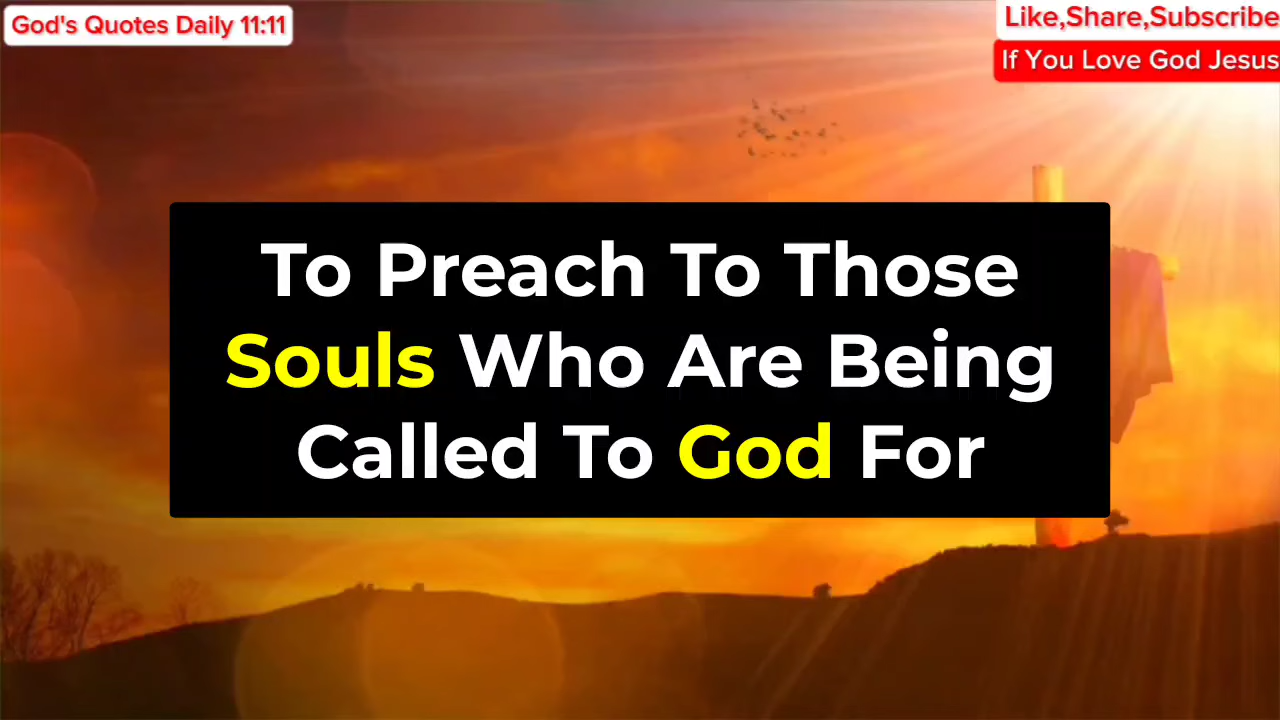 God's Quotes Daily 11:11
Like,Share,Subscribe
If You Love God Jesus
To Preach To Those
Souls Who Are Being
Called To God For